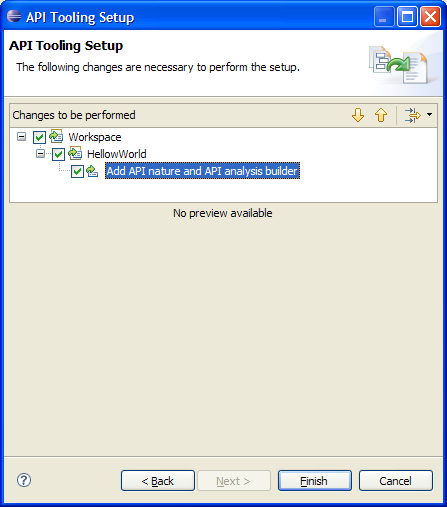 API Tooling Setup
API Tooling Setup
The following changes are necessary to perform the setup.
Changes to be performed
Workspace
HellowWorld
Add API nature and API analysis builder
No preview available
?
< Back
Next >
Finish
Cancel